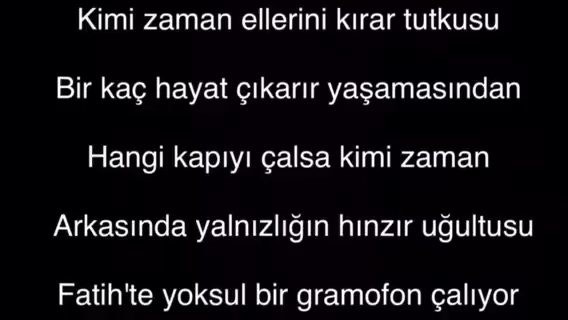 Kimi zaman ellerini kırar tutkusu
Bir kaç hayat çıkarır yaşamasından
Hangi kapıyı çalsa kimi zaman
Arkasında yalnızlığın hınzır uğultusu
Fatih'te yoksul bir gramofon çalıyor